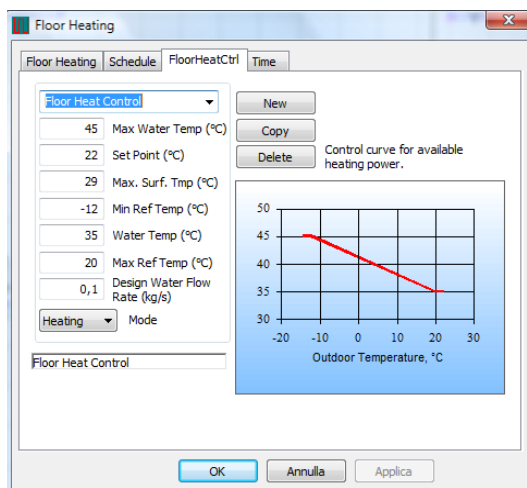 Floor Heating
Floor Heating Schedule FloorHeatCtrl Time
Floor Heat Control
New
45 Max Water Temp (°C)
Copy
22 Set Point (°C)
Delete
Control curve for available
heating power.
29 Max. Surf. Tmp (°C)
-12 Min Ref Temp (°C)
35 Water Temp (°C)
20 Max Ref Temp (°C)
0,1 Design Water Flow
Rate (kg/s)
Heating Mode
Floor Heat Control
50
45
40
35
30
-20 -10 0 10 20 30
Outdoor Temperature, °C
OK Annulla Applica